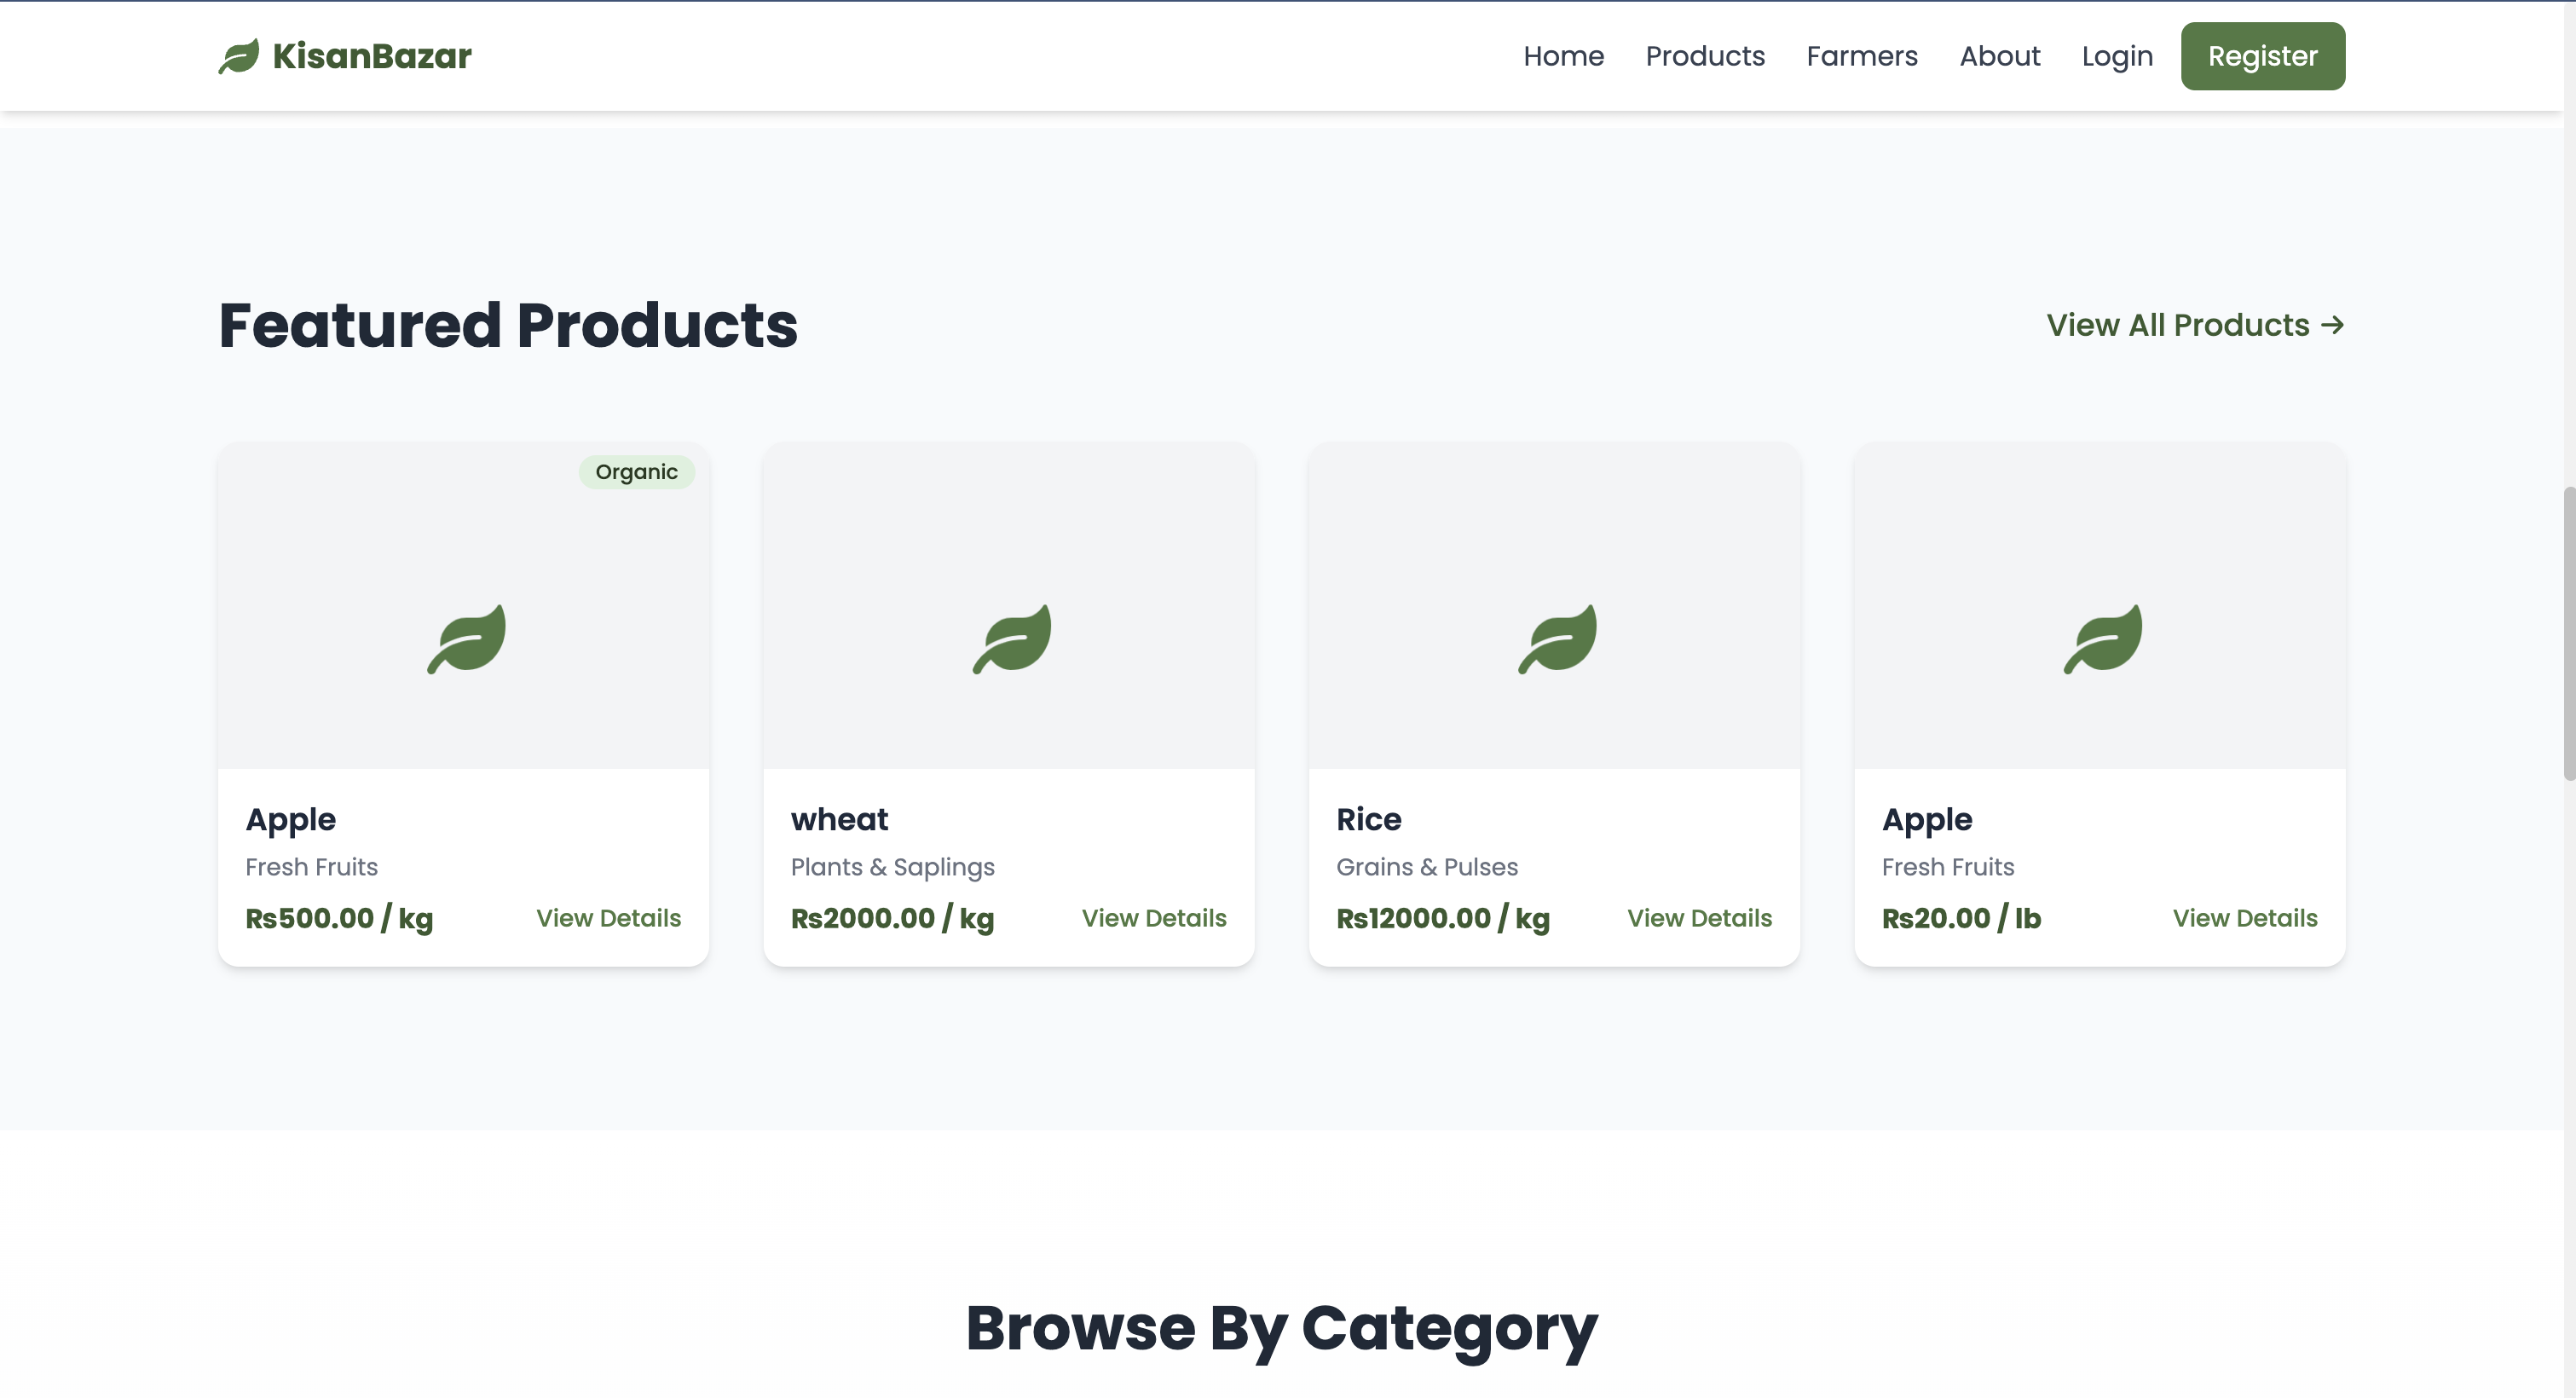 KisanBazar
Home Products Farmers About Login Register
Featured Products
View All Products →
Organic
Apple
Fresh Fruits
Rs500.00 / kg View Details
wheat
Plants & Saplings
Rs2000.00 / kg View Details
Rice
Grains & Pulses
Rs12000.00 / kg View Details
Apple
Fresh Fruits
Rs20.00 / lb View Details
Browse By Category